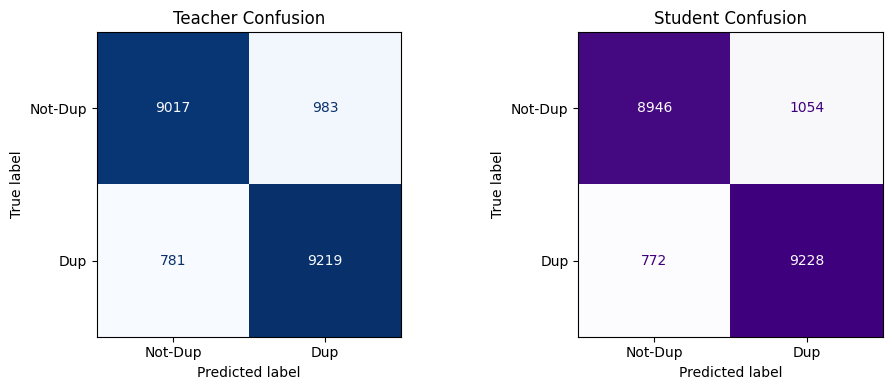 Teacher Confusion
True label
Not-Dup
9017 983
Dup
781 9219
Not-Dup Dup
Predicted label
Student Confusion
True label
Not-Dup
8946 1054
Dup
772 9228
Not-Dup Dup
Predicted label